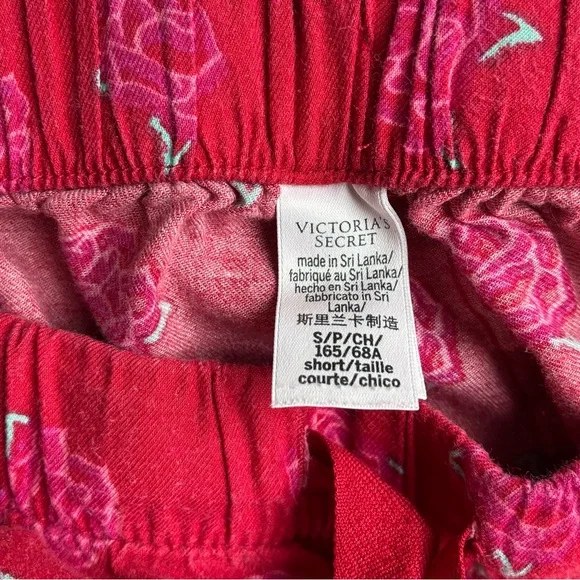 VICTORIA'S
SECRET
made in Sri Lanka/
fabriqué au Sri Lanka/
hecho en Sri Lanka/
fabbricato in Sri
Lanka/
斯里兰卡制造
S/P/CH/
165/68A
short/taille
courte/chico